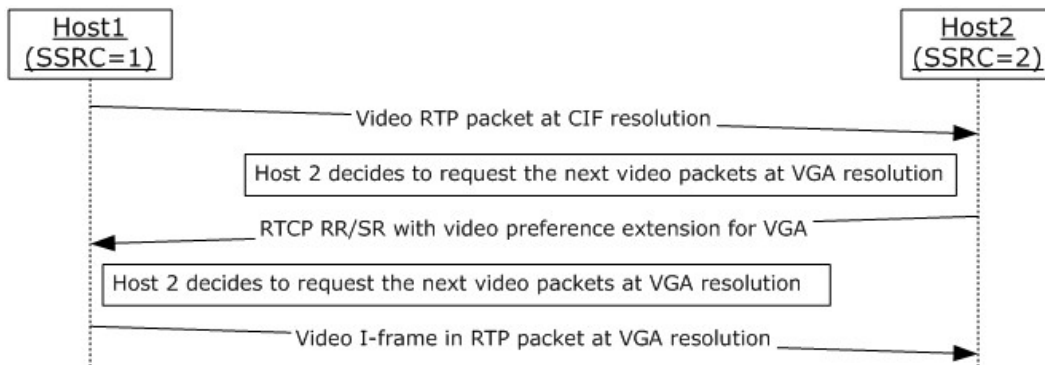 Host1
(SSRC=1)
Host2
(SSRC=2)
Video RTP packet at CIF resolution
Host 2 decides to request the next video packets at VGA resolution
RTCP RR/SR with video preference extension for VGA
Host 2 decides to request the next video packets at VGA resolution
Video I-frame in RTP packet at VGA resolution